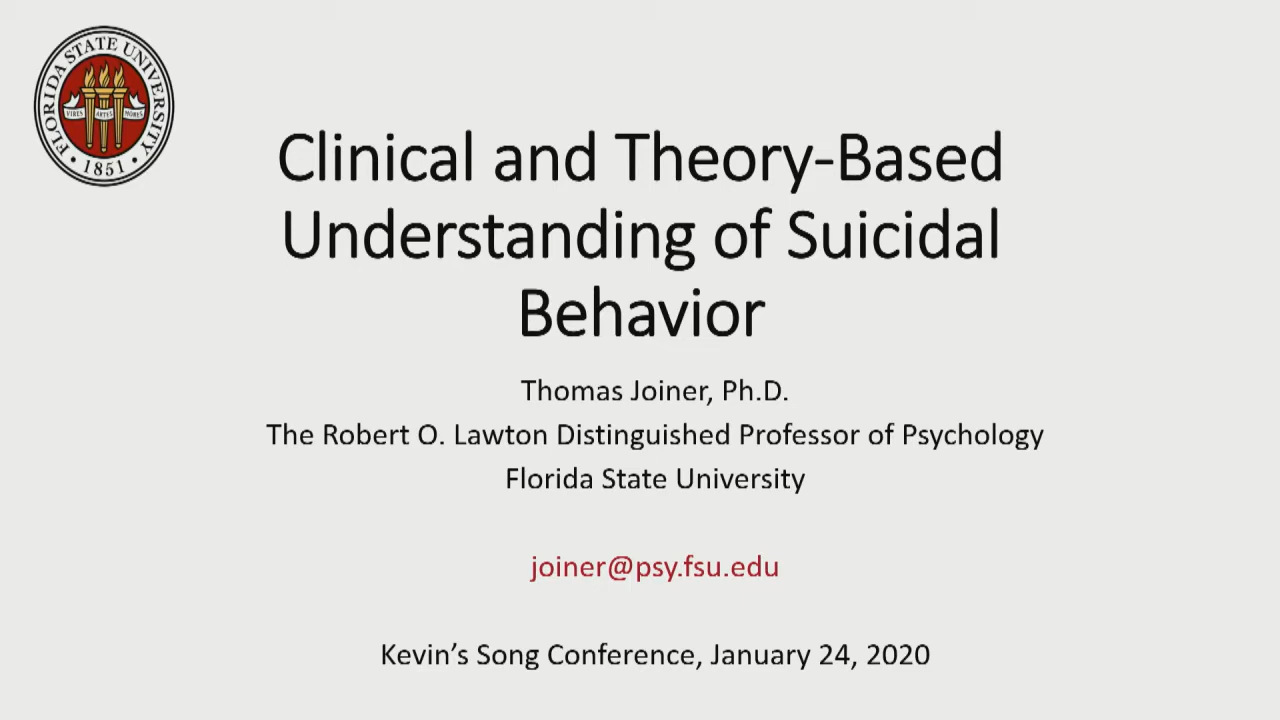 FLORIDA STATE UNIVERSITY
VIRES ARTES MORES
1851
Clinical and Theory-Based
Understanding of Suicidal
Behavior
Thomas Joiner, Ph.D.
The Robert O. Lawton Distinguished Professor of Psychology
Florida State University
joiner@psy.fsu.edu
Kevin’s Song Conference, January 24, 2020